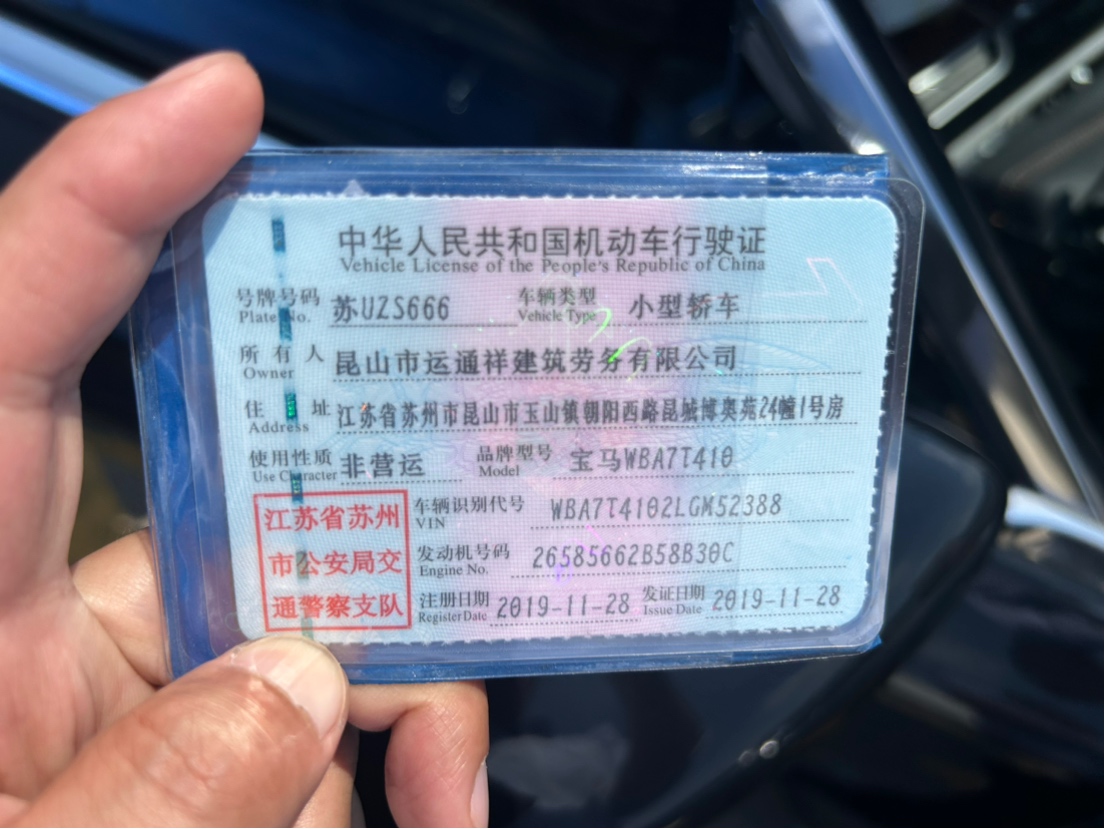 中华人民共和国机动车行驶证
Vehicle License of the People's Republic of China
号牌号码 苏UZS666 车辆类型 小型轿车
Plate No. Vehicle Type
所有人 昆山市运通祥建筑劳务有限公司
Owner
住址 江苏省苏州市昆山市玉山镇朝阳西路昆城博奥苑24幢1号房
Address
使用性质 非营运 品牌型号 宝马WBA7T410
Use Character Model
江苏省苏州 车辆识别代号 WBA7T4102LGM52388
VIN
市公安局交 发动机号码 26585662B58B30C
Engine No.
通警察支队 注册日期 2019-11-28 发证日期 2019-11-28
Register Date Issue Date